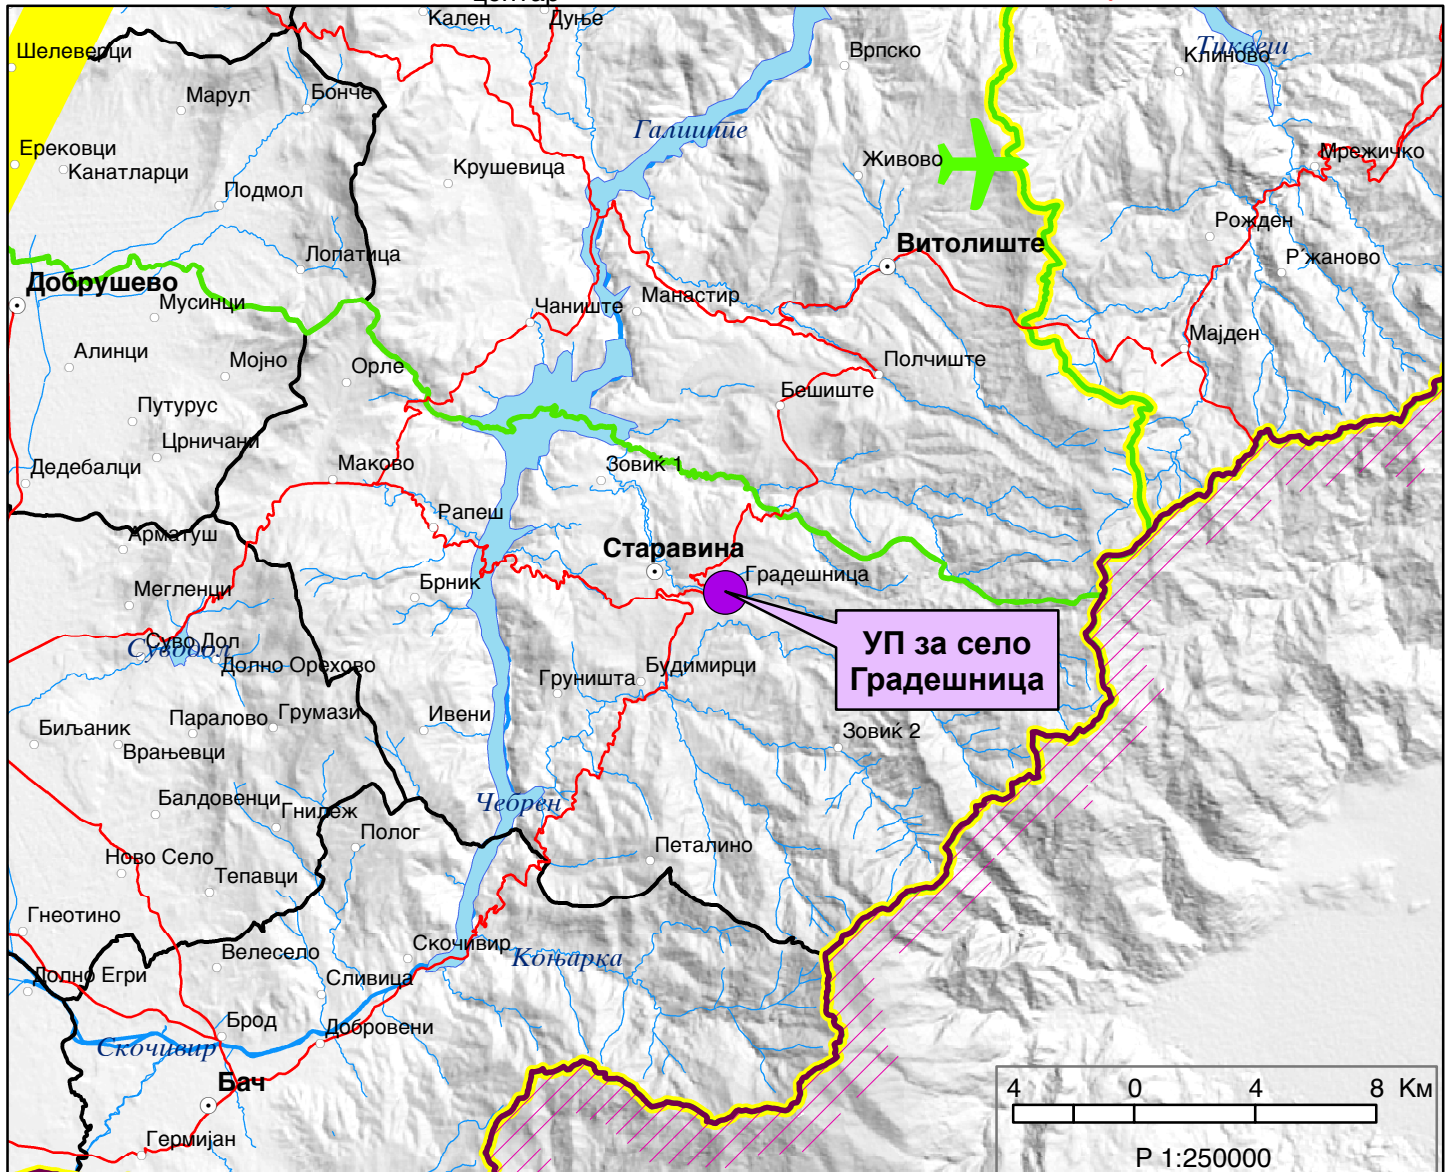 центар
Кален
Дуње
Шелеверци
Врпско
Тиквеш
Клиново
Марул
Бонче
Галиште
Ерековци
Канатларци
Крушевица
Живово
Мрежичко
Подмол
Рожден
Лопатица
Витолиште
Р'жаново
Добрушево
Мусинци
Чаниште
Манастир
Мајден
Алинци
Мојно
Орле
Полчиште
Бешиште
Путурус
Црничани
Дедебалци
Маково
Зовиќ 1
Рапеш
Арматуш
Старавина
Градешница
Мегленци
Брник
Суво Дол
Суводол
УП за село
Градешница
Долно Орехово
Будимирци
Груништа
Биљаник
Паралово
Грумази
Ивени
Врањевци
Зовиќ 2
Балдовенци
Гнилеж
Чебрен
Полог
Петалино
Ново Село
Тепавци
Гнеотино
Велесело
Скочивир
Коњарка
Долно Егри
Сливица
Брод
Добровени
Скочивир
Бач
Гермијан
4 0 4 8 Км
Р 1:250000